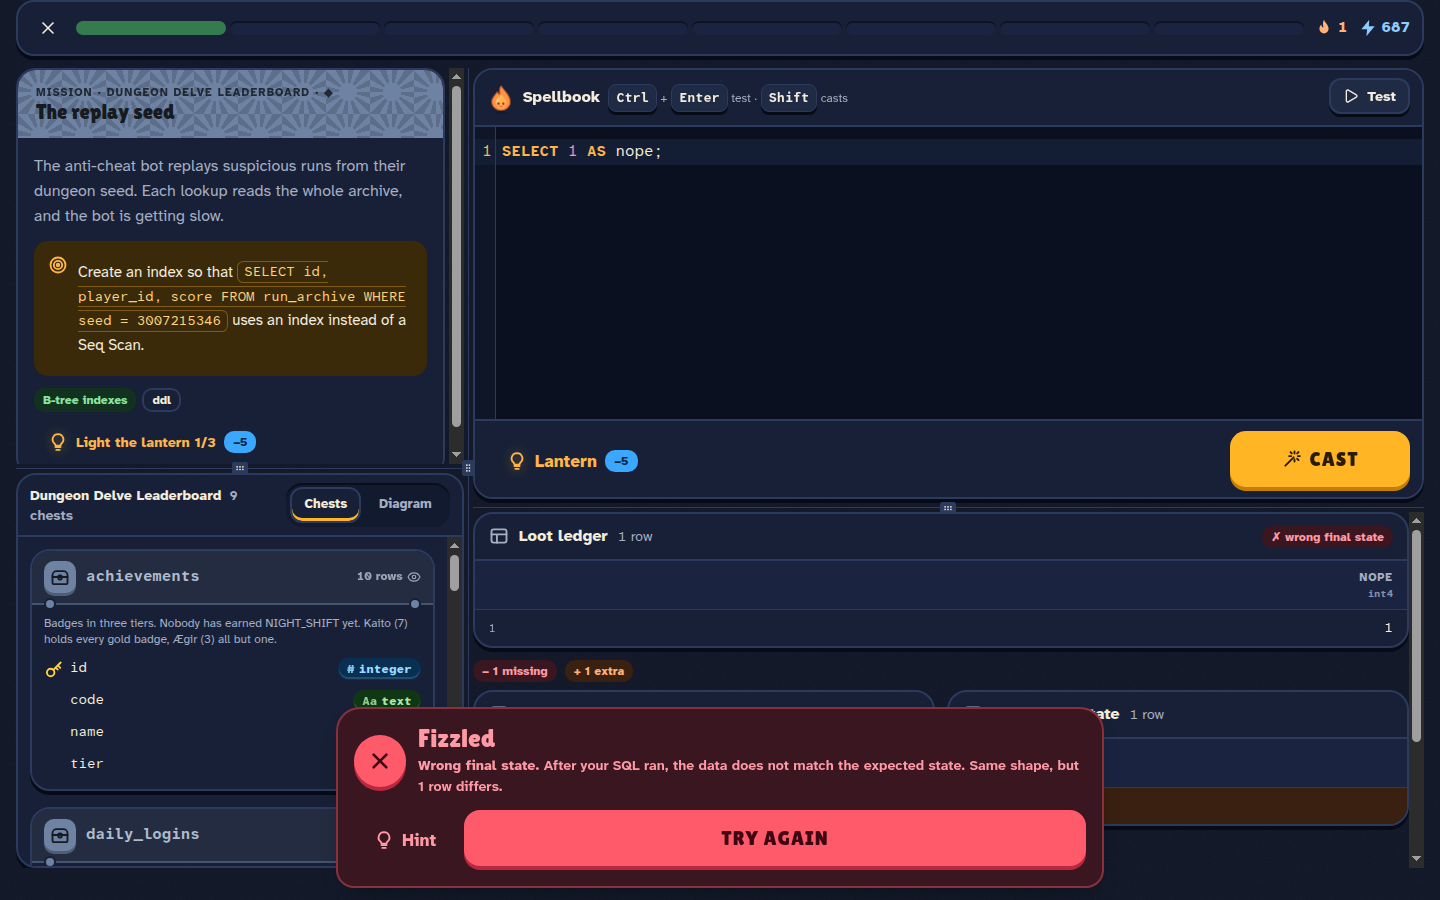 1 687
MISSION · DUNGEON DELVE LEADERBOARD · ◆
The replay seed
The anti-cheat bot replays suspicious runs from their
dungeon seed. Each lookup reads the whole archive,
and the bot is getting slow.
Create an index so that SELECT id,
player_id, score FROM run_archive WHERE
seed = 3007215346 uses an index instead of a
Seq Scan.
B-tree indexes ddl
Light the lantern 1/3 −5
Dungeon Delve Leaderboard 9
chests
Chests Diagram
achievements 10 rows
Badges in three tiers. Nobody has earned NIGHT_SHIFT yet. Kaito (7)
holds every gold badge, Ægir (3) all but one.
id # integer
code Aa text
name
tier
daily_logins
Spellbook Ctrl + Enter test · Shift casts
Test
1 SELECT 1 AS nope;
Lantern −5
CAST
Loot ledger 1 row ✗ wrong final state
NOPE
int4
1 1
− 1 missing + 1 extra
ate 1 row
Fizzled
Wrong final state. After your SQL ran, the data does not match the expected state. Same shape, but
1 row differs.
Hint TRY AGAIN